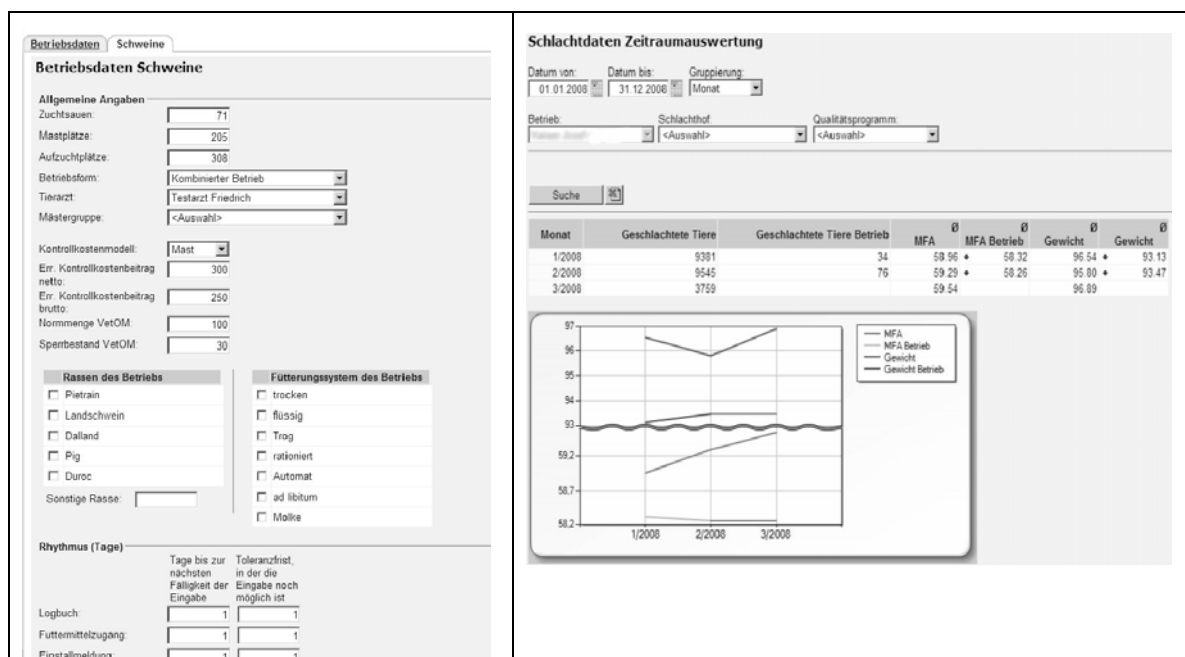 Betriebsdaten Schweine
Betriebsdaten Schweine
Allgemeine Angaben
Zuchtsauen: 71
Mastplätze: 205
Aufzuchtplätze: 308
Betriebsform: Kombinierter Betrieb
Tierarzt: Testarzt Friedrich
Mästergruppe: <Auswahl>
Kontrollkostenmodell: Mast
Err. Kontrollkostenbeitrag 300
netto:
Err. Kontrollkostenbeitrag 250
brutto:
Normmenge VetOM: 100
Sperrbestand VetOM: 30
Rassen des Betriebs
Pietrain
Landschwein
Dalland
Pig
Duroc
Sonstige Rasse:
Fütterungssystem des Betriebs
trocken
flüssig
Trog
rationiert
Automat
ad libitum
Molke
Rhythmus (Tage)
Tage bis zur
nächsten
Fälligkeit der
Eingabe
Toleranzfrist,
in der die
Eingabe noch
möglich ist
Logbuch: 1 1
Futtermittelzugang: 1 1
Einstallmeldung: 1 1
Schlachtdaten Zeitraumauswertung
Datum von: Datum bis: Gruppierung:
01.01.2008 31.12.2008 Monat
Betrieb: Schlachthof: Qualitätsprogramm:
<Auswahl> <Auswahl>
Suche
Monat Geschlachtete Tiere Geschlachtete Tiere Betrieb Ø MFA Ø MFA Betrieb Ø Gewicht Ø Gewicht
1/2008 9381 34 58.96 58.32 96.54 93.13
2/2008 9545 76 59.29 58.26 95.80 93.47
3/2008 3759 59.54 96.89
97
96
95
94
93
59.2
58.7
58.2
1/2008 2/2008 3/2008
MFA
MFA Betrieb
Gewicht
Gewicht Betrieb